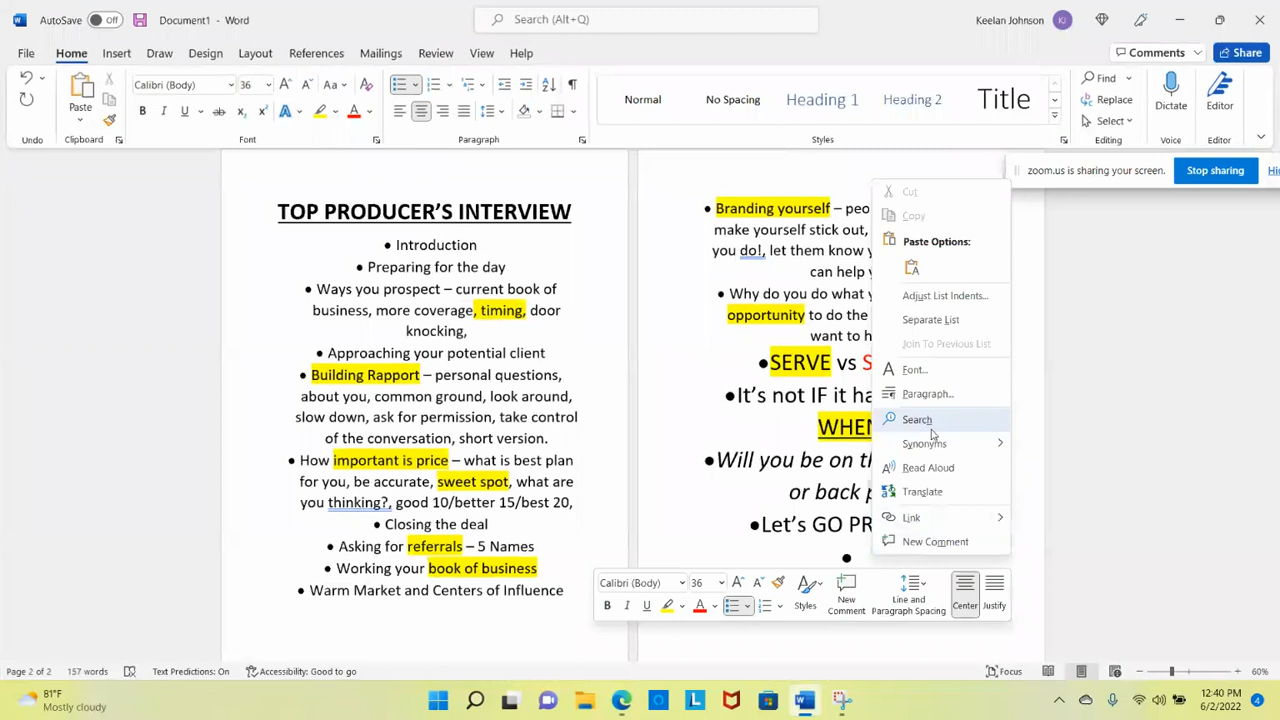 AutoSave Off Document1 - Word Search (Alt+Q) Keelan Johnson KJ
File Home Insert Draw Design Layout References Mailings Review View Help Comments Share
Paste Calibri (Body) 36 Aa Normal No Spacing Heading 1 Heading 2 Title Find Replace Select Dictate Editor
Undo Clipboard Font Paragraph Styles Editing Voice Editor
zoom.us is sharing your screen. Stop sharing
TOP PRODUCER'S INTERVIEW
• Introduction
• Preparing for the day
• Ways you prospect – current book of
business, more coverage, timing, door
knocking,
• Approaching your potential client
• Building Rapport – personal questions,
about you, common ground, look around,
slow down, ask for permission, take control
of the conversation, short version.
• How important is price – what is best plan
for you, be accurate, sweet spot, what are
you thinking?, good 10/better 15/best 20,
• Closing the deal
• Asking for referrals – 5 Names
• Working your book of business
• Warm Market and Centers of Influence
• Branding yourself –
make yourself stick out,
you do!, let them know
can help
• Why do you do what
opportunity to do the
want to
•SERVE vs
•It's not IF it
WHEN
•Will you be on
or back
•Let's GO
•
Cut
Copy
Paste Options:
Adjust List Indents...
Separate List
Join To Previous List
Font...
Paragraph...
Search
Synonyms
Read Aloud
Translate
Link
New Comment
Calibri (Body) 36 Styles New Comment Line and Paragraph Spacing Center Justify
Page 2 of 2 157 words Text Predictions: On Accessibility: Good to go Focus 60%
81°F
Mostly cloudy
12:40 PM
6/2/2022
4